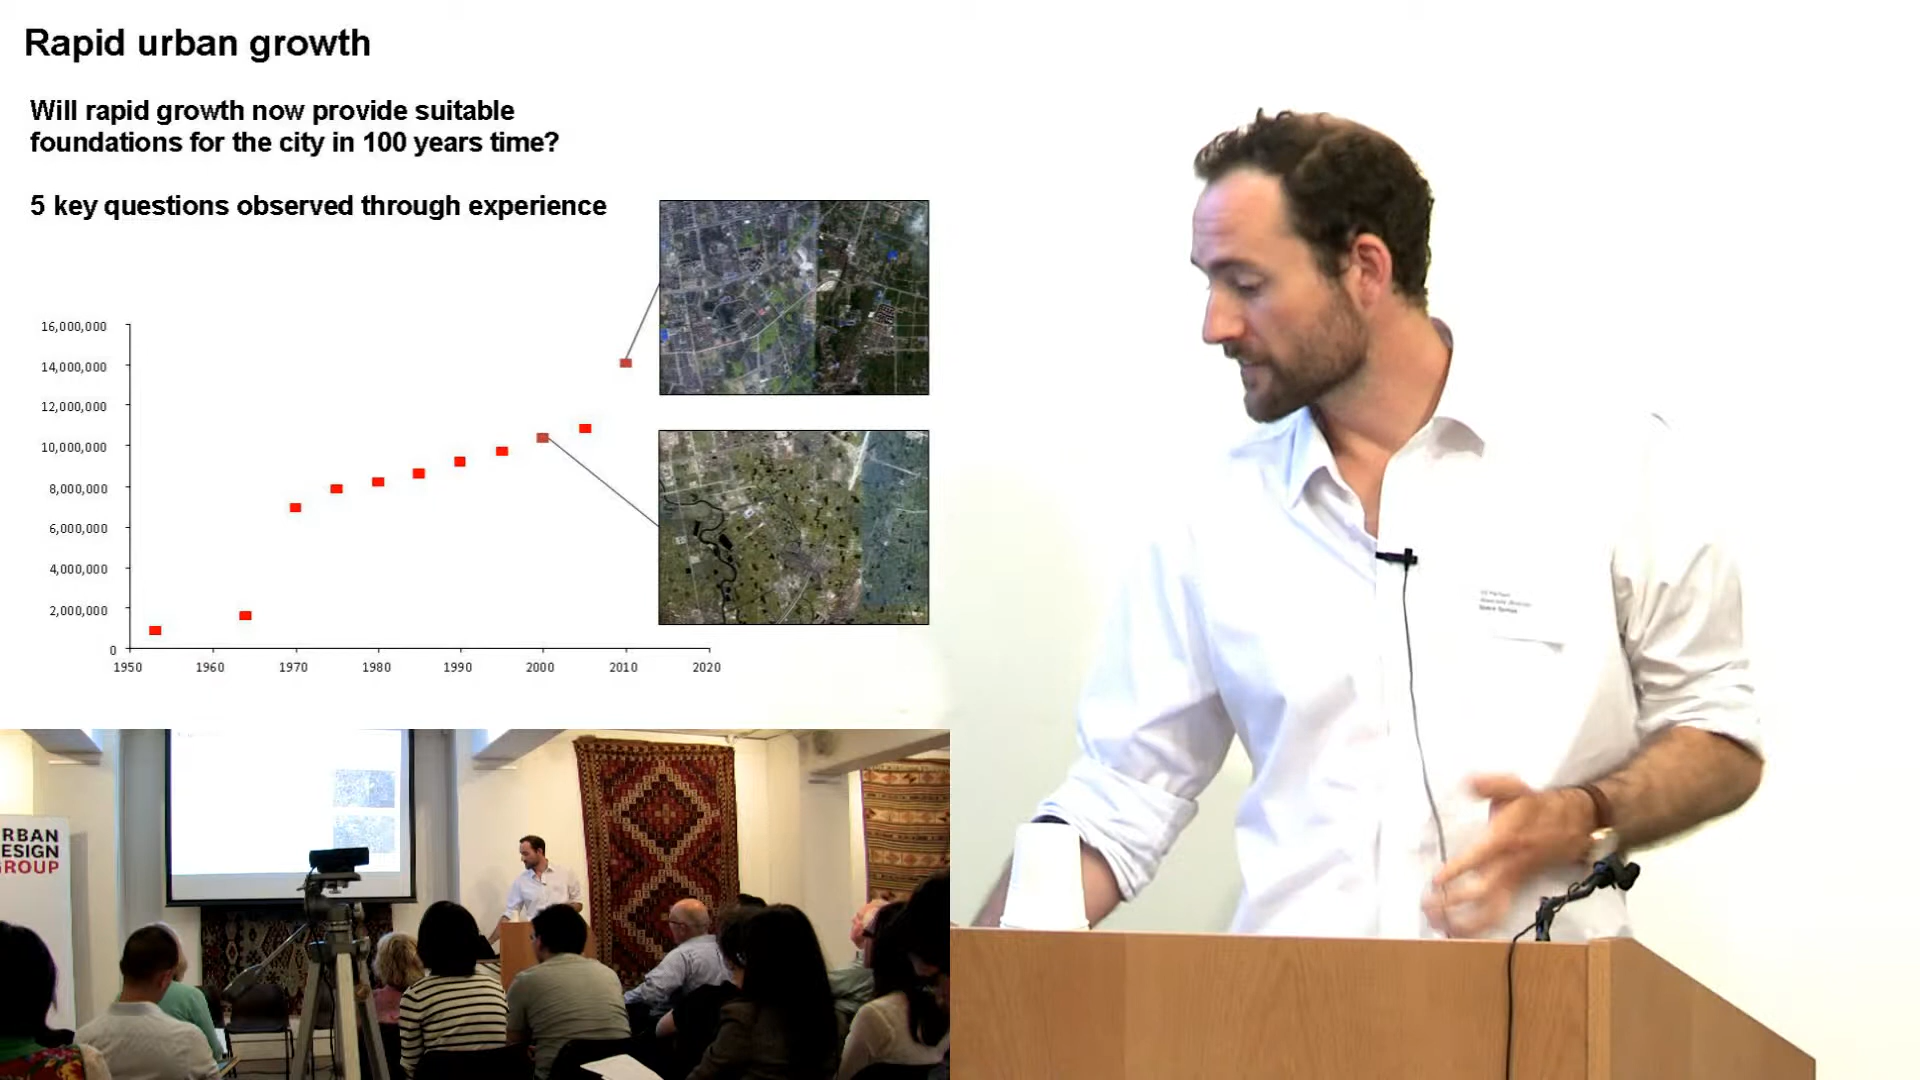 Rapid urban growth
Will rapid growth now provide suitable
foundations for the city in 100 years time?
5 key questions observed through experience
16,000,000
14,000,000
12,000,000
10,000,000
8,000,000
6,000,000
4,000,000
2,000,000
0
1950 1960 1970 1980 1990 2000 2010 2020
RBAN
ESIGN
GROUP